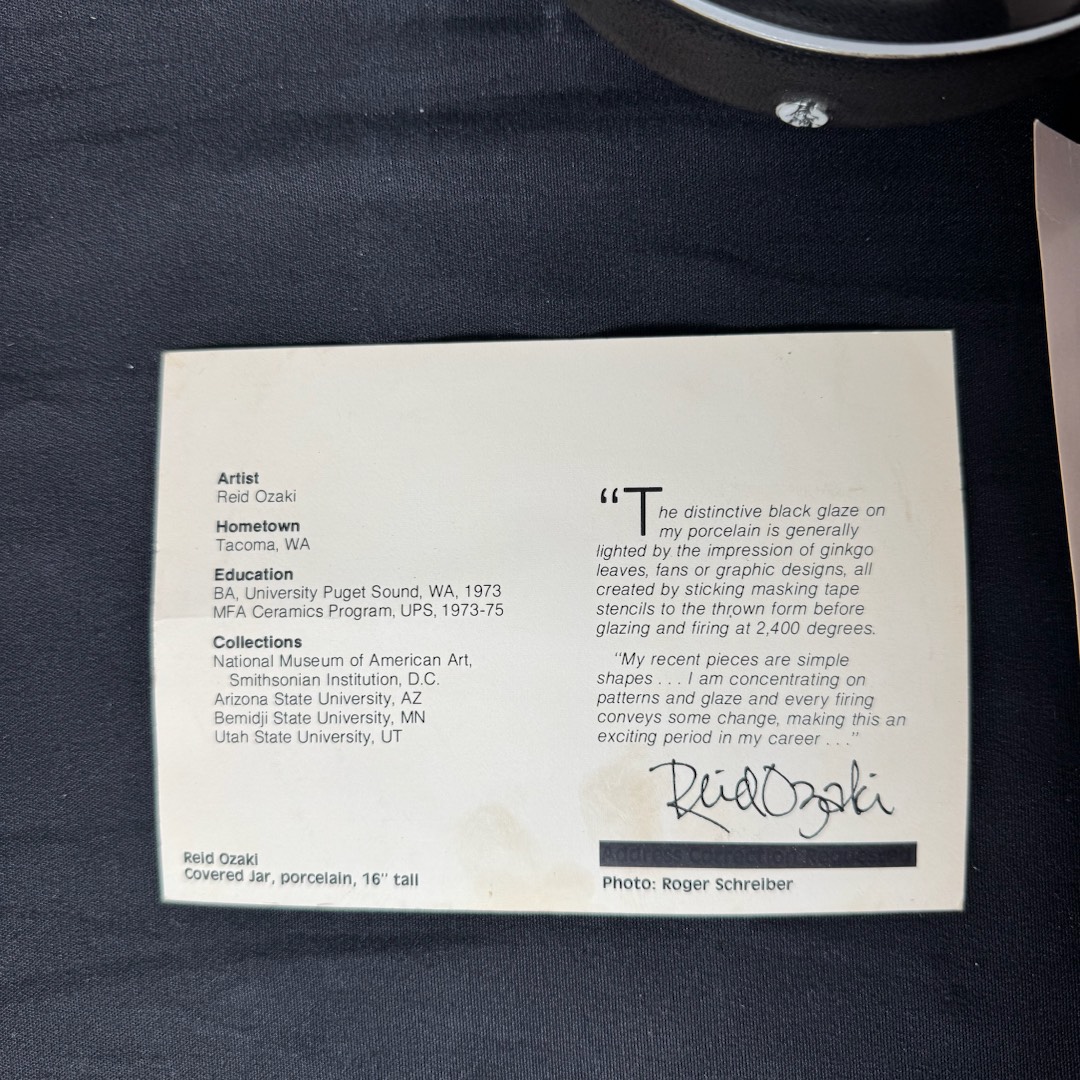 Artist
Reid Ozaki
Hometown
Tacoma, WA
Education
BA, University Puget Sound, WA, 1973
MFA Ceramics Program, UPS, 1973-75
Collections
National Museum of American Art,
Smithsonian Institution, D.C.
Arizona State University, AZ
Bemidji State University, MN
Utah State University, UT
Reid Ozaki
Covered Jar, porcelain, 16" tall
“The distinctive black glaze on
my porcelain is generally
lighted by the impression of ginkgo
leaves, fans or graphic designs, all
created by sticking masking tape
stencils to the thrown form before
glazing and firing at 2,400 degrees.
“My recent pieces are simple
shapes . . . I am concentrating on
patterns and glaze and every firing
conveys some change, making this an
exciting period in my career . . .”
Reid Ozaki
Address Correction
Photo: Roger Schreiber